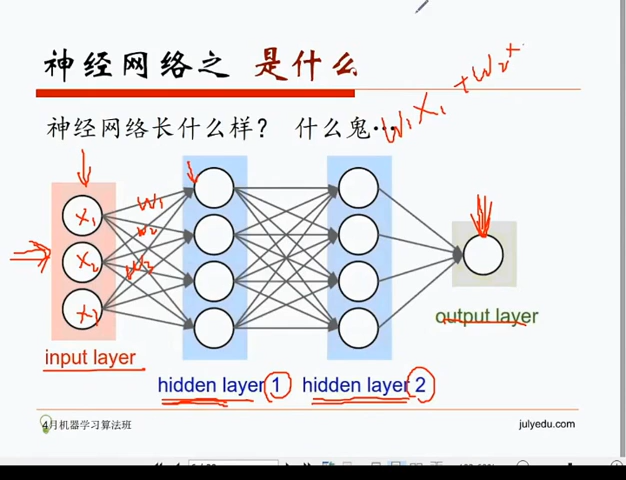 神经网络之 是什么
神经网络长什么样? 什么鬼…
W₁X₁ + W₂X
X₁
X₂
X₃
W₁
W₂
W₃
input layer
hidden layer 1
hidden layer 2
output layer
4月机器学习算法班
julyedu.com